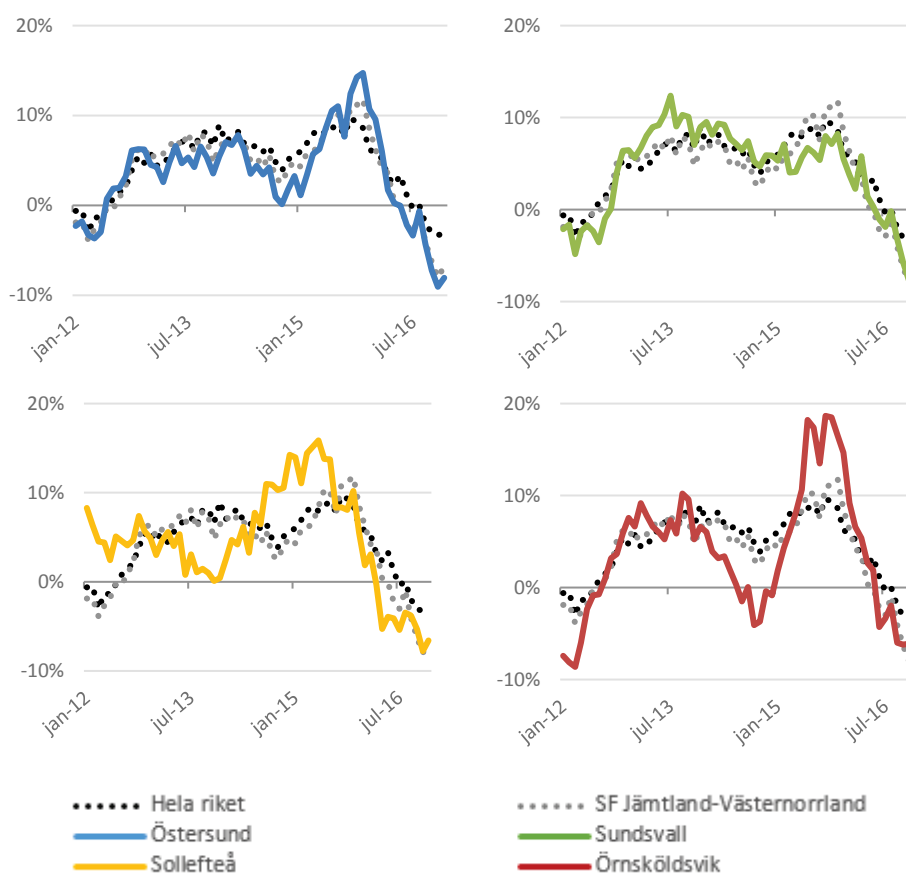 20%
10%
0%
-10%
jan-12
jul-13
jan-15
jul-16
20%
10%
0%
-10%
jan-12
jul-13
jan-15
jul-16
20%
10%
0%
-10%
jan-12
jul-13
jan-15
jul-16
20%
10%
0%
-10%
jan-12
jul-13
jan-15
jul-16
Hela riket
SF Jämtland-Västernorrland
Östersund
Sundsvall
Sollefteå
Örnsköldsvik